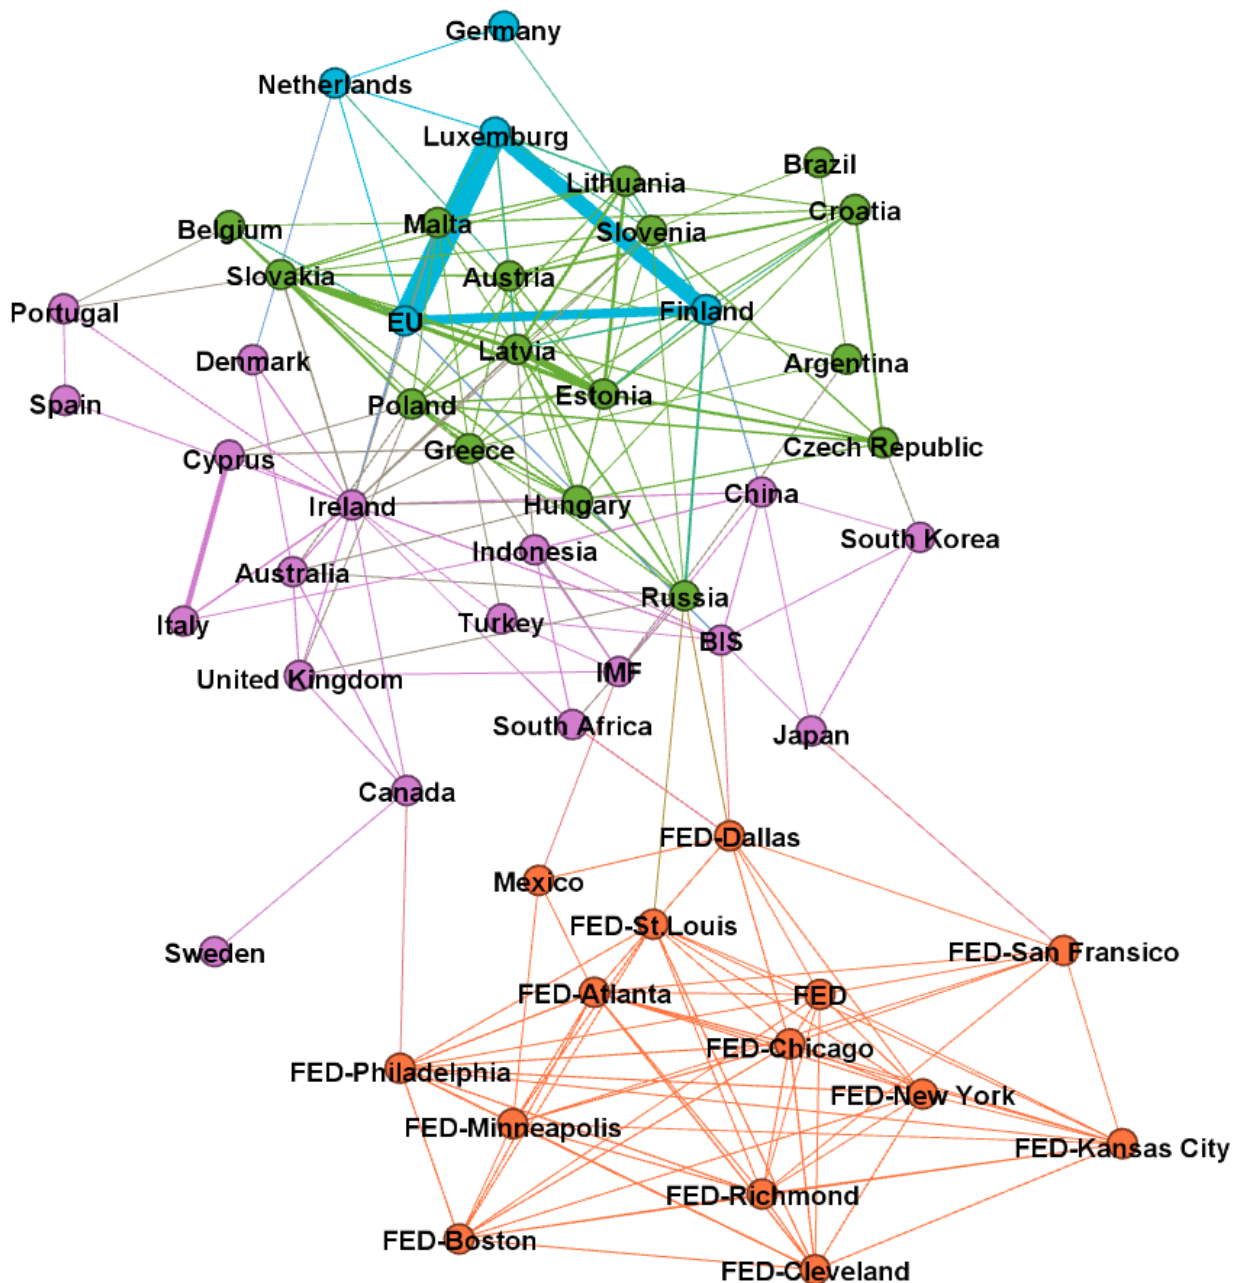 Germany
Netherlands
Luxemburg
Brazil
Lithuania
Croatia
Malta
Belgium
Slovenia
Slovakia
Austria
Portugal
EU
Finland
Latvia
Denmark
Argentina
Spain
Poland
Estonia
Cyprus
Greece
Czech Republic
Ireland
Hungary
China
Indonesia
South Korea
Australia
Russia
Italy
Turkey
BIS
United Kingdom
IMF
South Africa
Japan
Canada
FED-Dallas
Mexico
FED-St.Louis
Sweden
FED-San Fransico
FED-Atlanta
FED
FED-Chicago
FED-Philadelphia
FED-New York
FED-Minneapolis
FED-Kansas City
FED-Richmond
FED-Boston
FED-Cleveland